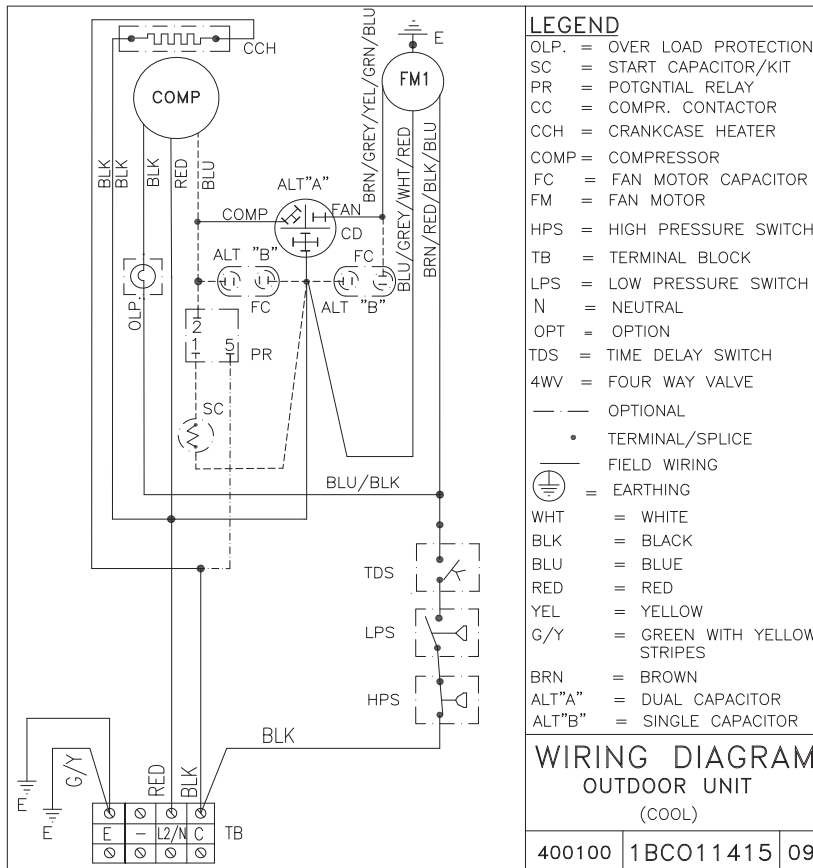 CCH
COMP
FM1
E
BLK
BLK
BLK
RED
BLU
BRN/GREY/YEL/GRN/BLU
BLU/GREY/WHT/RED
BRN/RED/BLK/BLU
ALT"A"
COMP
FAN
CD
ALT "B"
FC
FC
ALT "B"
OLP.
2
1
5
PR
SC
BLU/BLK
TDS
LPS
HPS
BLK
G/Y
RED
BLK
E
E
E
–
L2/N
C
TB
LEGEND
OLP. = OVER LOAD PROTECTION
SC = START CAPACITOR/KIT
PR = POTGNTIAL RELAY
CC = COMPR. CONTACTOR
CCH = CRANKCASE HEATER
COMP = COMPRESSOR
FC = FAN MOTOR CAPACITOR
FM = FAN MOTOR
HPS = HIGH PRESSURE SWITCH
TB = TERMINAL BLOCK
LPS = LOW PRESSURE SWITCH
N = NEUTRAL
OPT = OPTION
TDS = TIME DELAY SWITCH
4WV = FOUR WAY VALVE
OPTIONAL
TERMINAL/SPLICE
FIELD WIRING
= EARTHING
WHT = WHITE
BLK = BLACK
BLU = BLUE
RED = RED
YEL = YELLOW
G/Y = GREEN WITH YELLOW
STRIPES
BRN = BROWN
ALT"A" = DUAL CAPACITOR
ALT"B" = SINGLE CAPACITOR
WIRING DIAGRAM
OUTDOOR UNIT
(COOL)
400100 1BCO11415 09